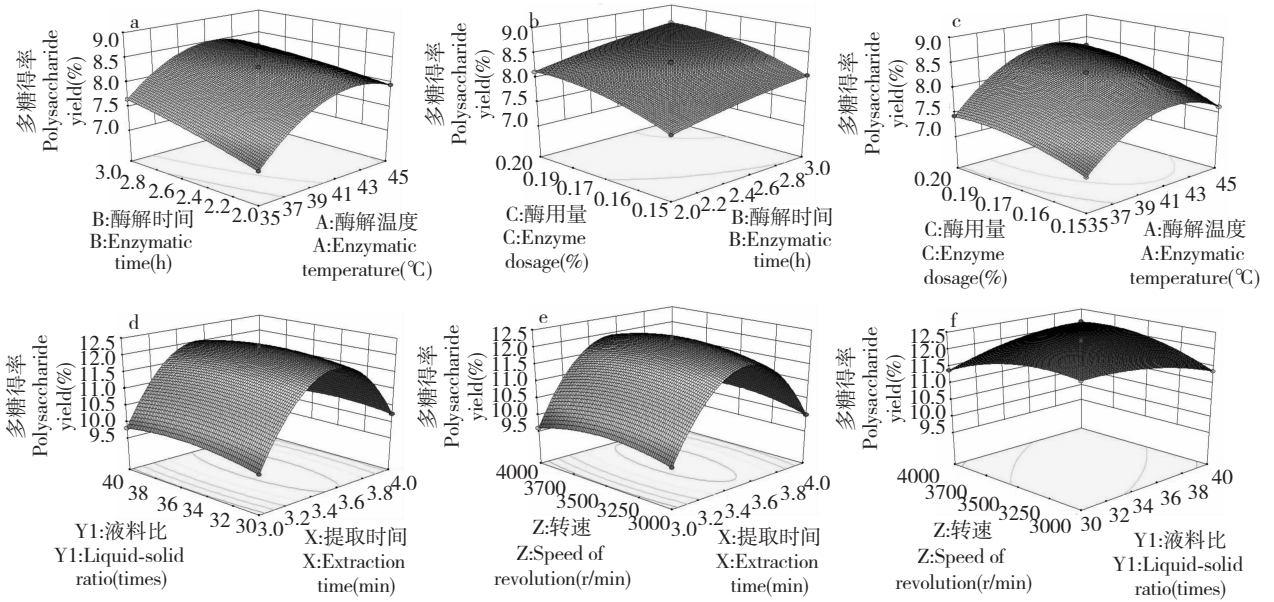 a
9.0
8.5
8.0
7.5
7.0
多糖得率
Polysaccharide
yield(%)
3.0
2.8
2.6
2.4
2.2
2.0
35
37
39
41
43
45
B:酶解时间
B:Enzymatic
time(h)
A:酶解温度
A:Enzymatic
temperature(℃)
b
9.0
8.5
8.0
7.5
7.0
多糖得率
Polysaccharide
yield(%)
0.20
0.19
0.17
0.16
0.15
2.0
2.2
2.4
2.6
2.8
3.0
C:酶用量
C:Enzyme
dosage(%)
B:酶解时间
B:Enzymatic
time(h)
c
9.0
8.5
8.0
7.5
7.0
多糖得率
Polysaccharide
yield(%)
0.20
0.19
0.17
0.16
0.15
35
37
39
41
43
45
C:酶用量
C:Enzyme
dosage(%)
A:酶解温度
A:Enzymatic
temperature(℃)
d
12.5
12.0
11.5
11.0
10.5
10.0
9.5
多糖得率
Polysaccharide
yield(%)
40
38
36
34
32
30
3.0
3.2
3.4
3.6
3.8
4.0
Y1:液料比
Y1:Liquid-solid
ratio(times)
X:提取时间
X:Extraction
time(min)
e
12.5
12.0
11.5
11.0
10.5
10.0
9.5
多糖得率
Polysaccharide
yield(%)
4000
3700
3500
3250
3000
3.0
3.2
3.4
3.6
3.8
4.0
Z:转速
Z:Speed of
revolution(r/min)
X:提取时间
X:Extraction
time(min)
f
12.5
12.0
11.5
11.0
10.5
10.0
9.5
多糖得率
Polysaccharide
yield(%)
4000
3700
3500
3250
3000
30
32
34
36
38
40
Z:转速
Z:Speed of
revolution(r/min)
Y1:液料比
Y1:Liquid-solid
ratio(times)